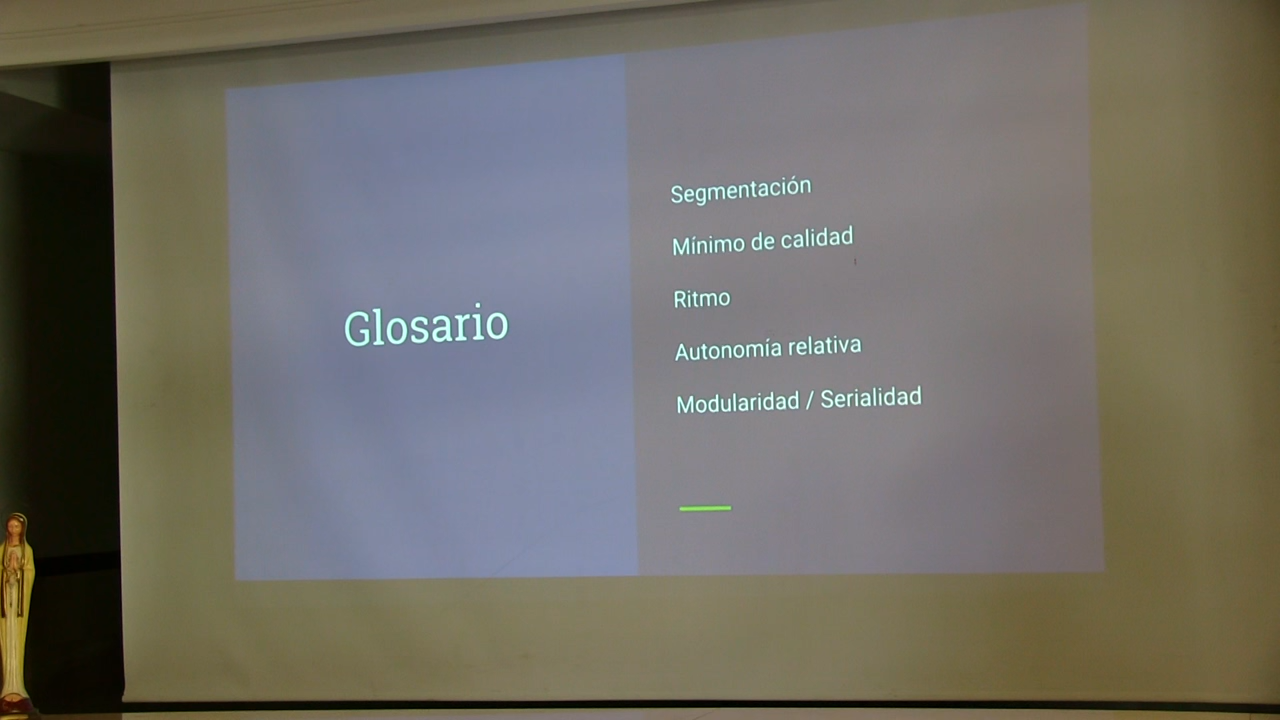 Glosario
Segmentación
Mínimo de calidad
Ritmo
Autonomía relativa
Modularidad / Serialidad